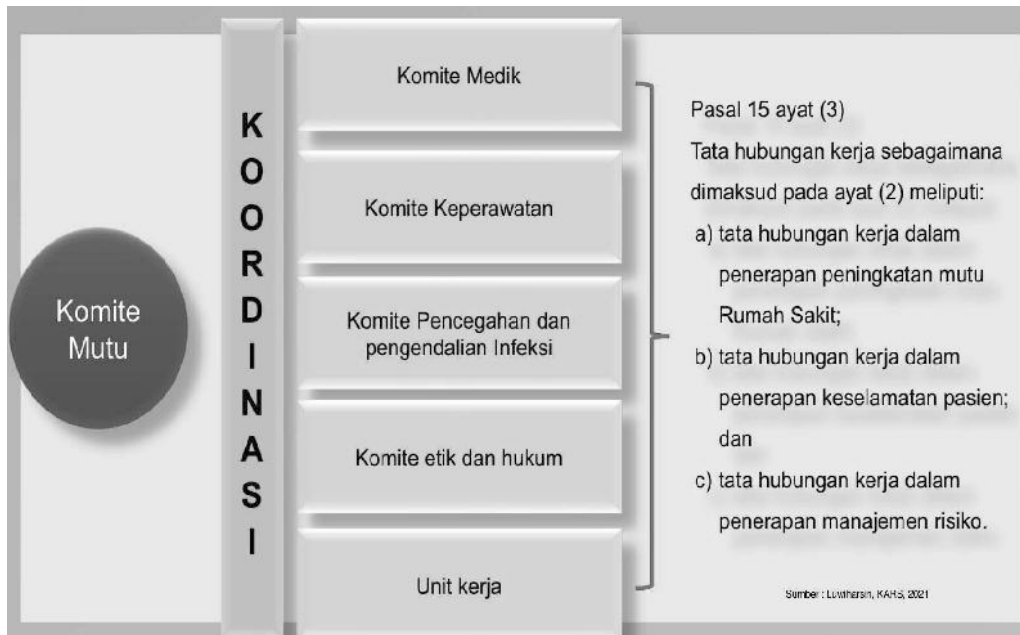 Komite
Mutu
KOORDINASI
Komite Medik
Komite Keperawatan
Komite Pencegahan dan
pengendalian Infeksi
Komite etik dan hukum
Unit kerja
Pasal 15 ayat (3)
Tata hubungan kerja sebagaimana
dimaksud pada ayat (2) meliputi:
a) tata hubungan kerja dalam
penerapan peningkatan mutu
Rumah Sakit;
b) tata hubungan kerja dalam
penerapan keselamatan pasien;
dan
c) tata hubungan kerja dalam
penerapan manajemen risiko.
Sumber : Luwiharsih, KARS, 2021